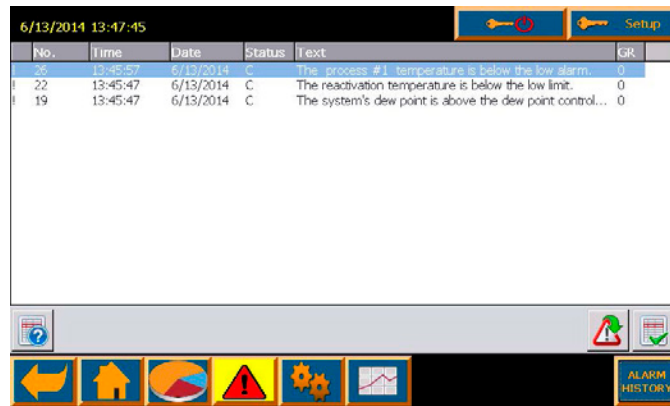 6/13/2014 13:47:45
Setup
No. Time Date Status Text GR
! 26 13:45:57 6/13/2014 C The process #1 temperature is below the low alarm. 0
! 22 13:45:47 6/13/2014 C The reactivation temperature is below the low limit. 0
! 19 13:45:47 6/13/2014 C The system's dew point is above the dew point control... 0
ALARM
HISTORY